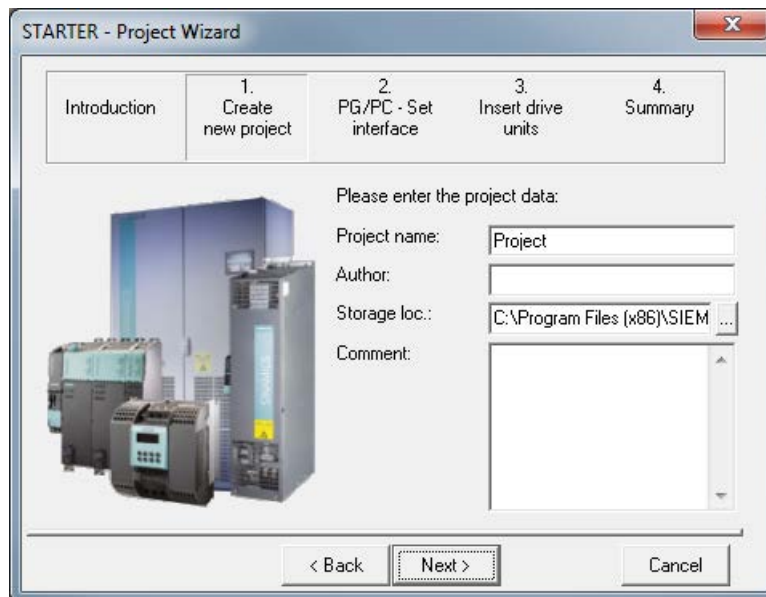 STARTER - Project Wizard
Introduction
1.
Create
new project
2.
PG/PC - Set
interface
3.
Insert drive
units
4.
Summary
Please enter the project data:
Project name:
Project
Author:
Storage loc.:
C:\Program Files (x86)\SIEM
...
Comment:
SINAMICS
< Back
Next >
Cancel